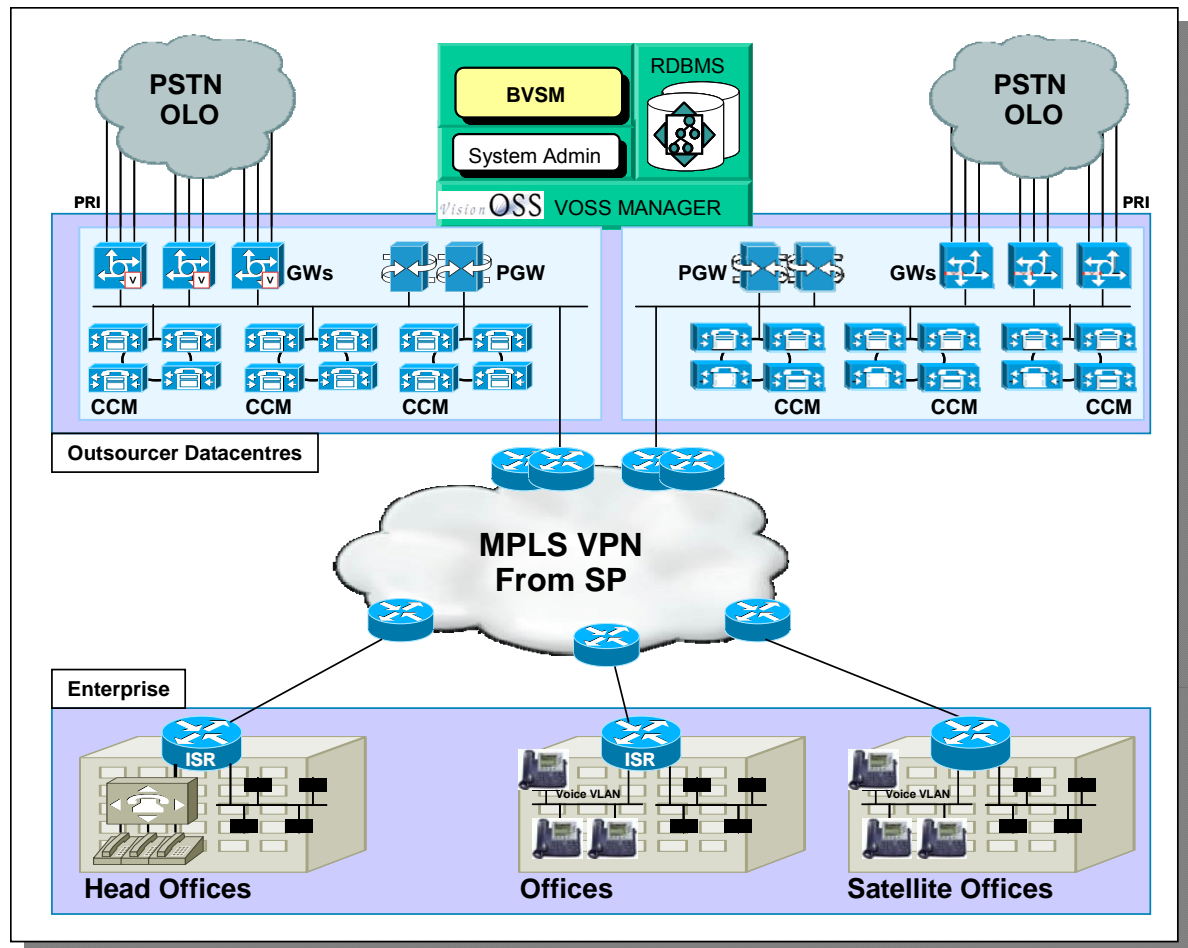 PSTN
OLO
BVSM
System Admin
RDBMS
PSTN
OLO
Vision OSS
VOSS MANAGER
PRI
PRI
V
V
V
GWs
PGW
PGW
GWs
CCM
CCM
CCM
CCM
CCM
CCM
Outsourcer Datacentres
MPLS VPN
From SP
Enterprise
ISR
ISR
Voice VLAN
Voice VLAN
Head Offices
Offices
Satellite Offices